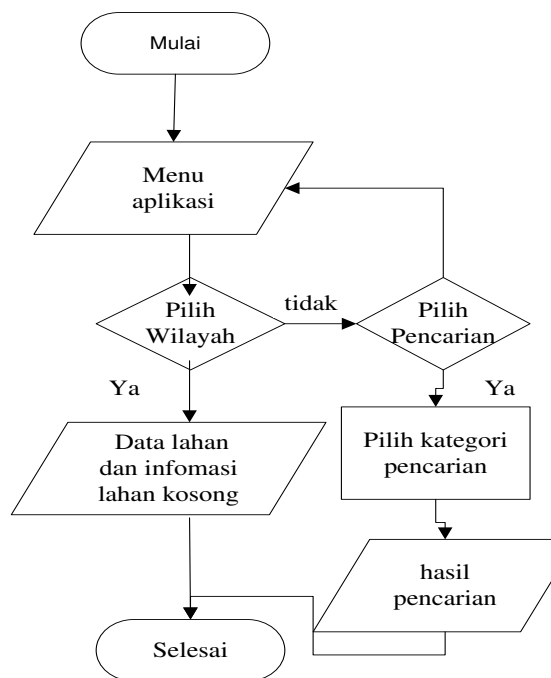 Mulai
Menu
aplikasi
Pilih
Wilayah
tidak
Pilih
Pencarian
Ya
Ya
Data lahan
dan infomasi
lahan kosong
Pilih kategori
pencarian
hasil
pencarian
Selesai